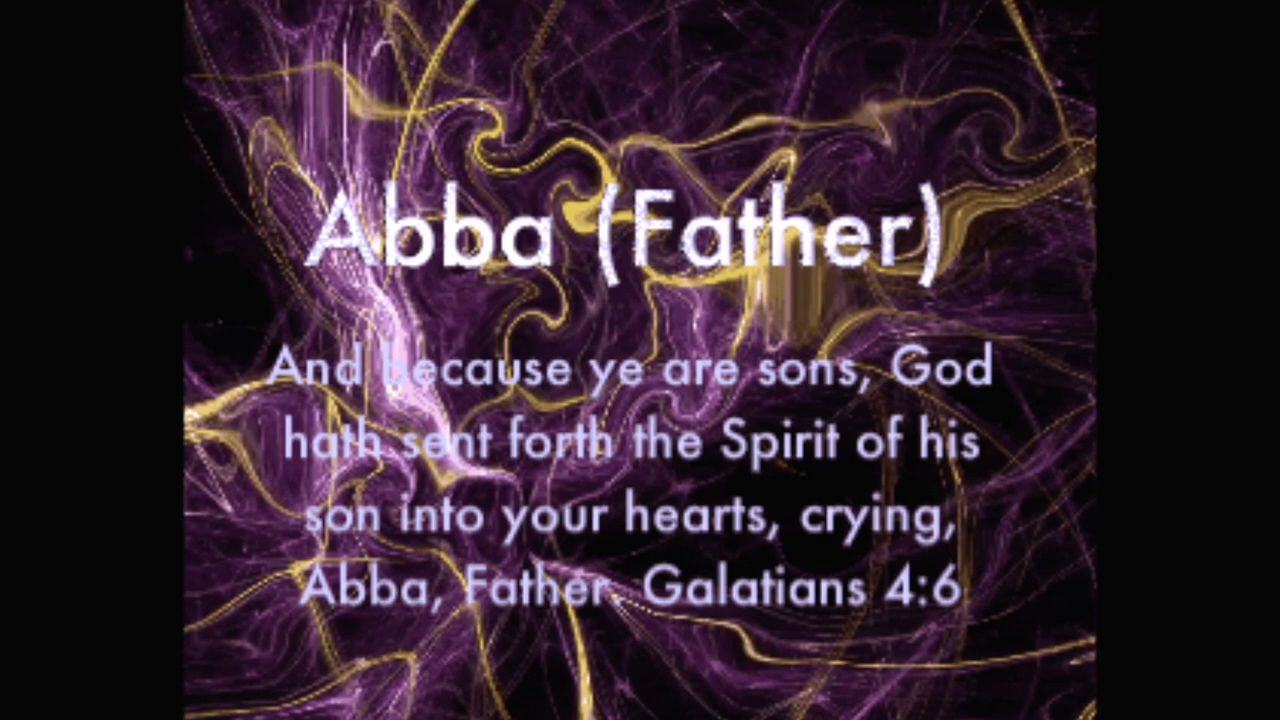 Abba (Father)
And because ye are sons, God
hath sent forth the Spirit of his
son into your hearts, crying,
Abba, Father. Galatians 4:6